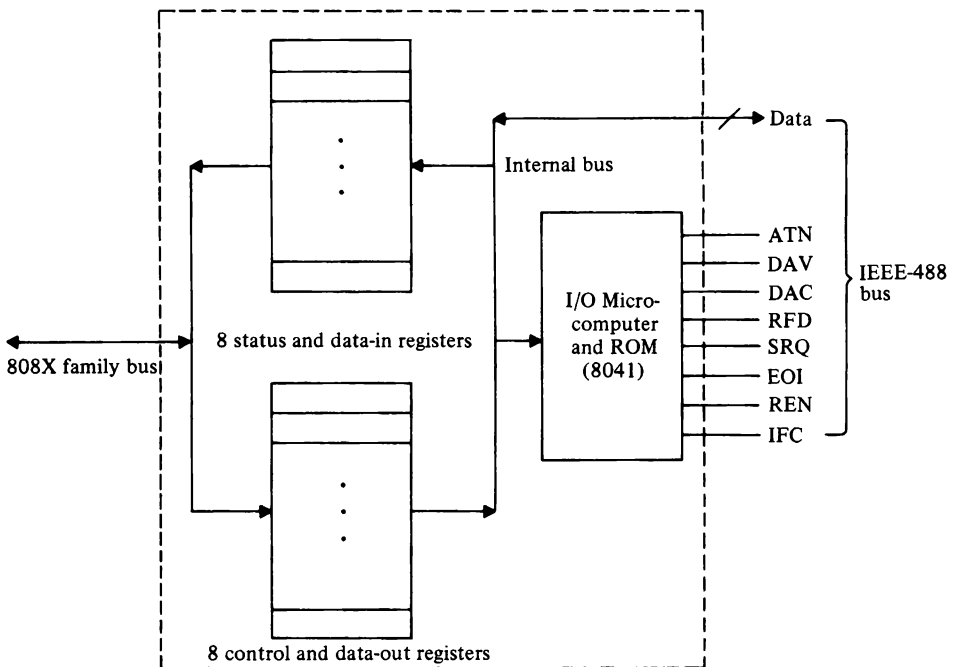 Data
Internal bus
ATN
DAV
DAC
RFD
SRQ
EOI
REN
IFC
IEEE-488
bus
I/O Micro-
computer
and ROM
(8041)
8 status and data-in registers
808X family bus
8 control and data-out registers